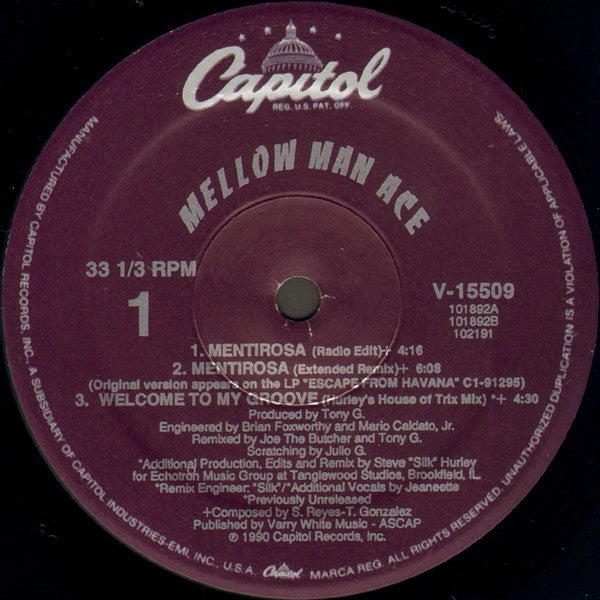 Capitol
REG. U.S. PAT. OFF.
MELLOW MAN ACE
33 1/3 RPM
1
V-15509
101892A
101892B
102191
1. MENTIROSA (Radio Edit)+ 4:16
2. MENTIROSA (Extended Remix)+ 6:08
(Original version appears on the LP "ESCAPE FROM HAVANA" C1-91295)
3. WELCOME TO MY GROOVE (Hurley's House of Trix Mix) *+ 4:30
Produced by Tony G.
Engineered by Brian Foxworthy and Mario Caldato, Jr.
Remixed by Joe The Butcher and Tony G.
Scratching by Julio G.
*Additional Production, Edits and Remix by Steve "Silk" Hurley
for Echotron Music Group at Tanglewood Studios, Brookfield, IL.
*Remix Engineer: "Silk"/*Additional Vocals by Jeaneette
*Previously Unreleased
+Composed by S. Reyes-T. Gonzalez
Published by Varry White Music - ASCAP
℗ 1990 Capitol Records, Inc.
MANUFACTURED BY CAPITOL RECORDS, INC., A SUBSIDIARY OF CAPITOL INDUSTRIES-EMI, INC., U.S.A. Capitol MARCA REG. ALL RIGHTS RESERVED. UNAUTHORIZED DUPLICATION IS A VIOLATION OF APPLICABLE LAWS.